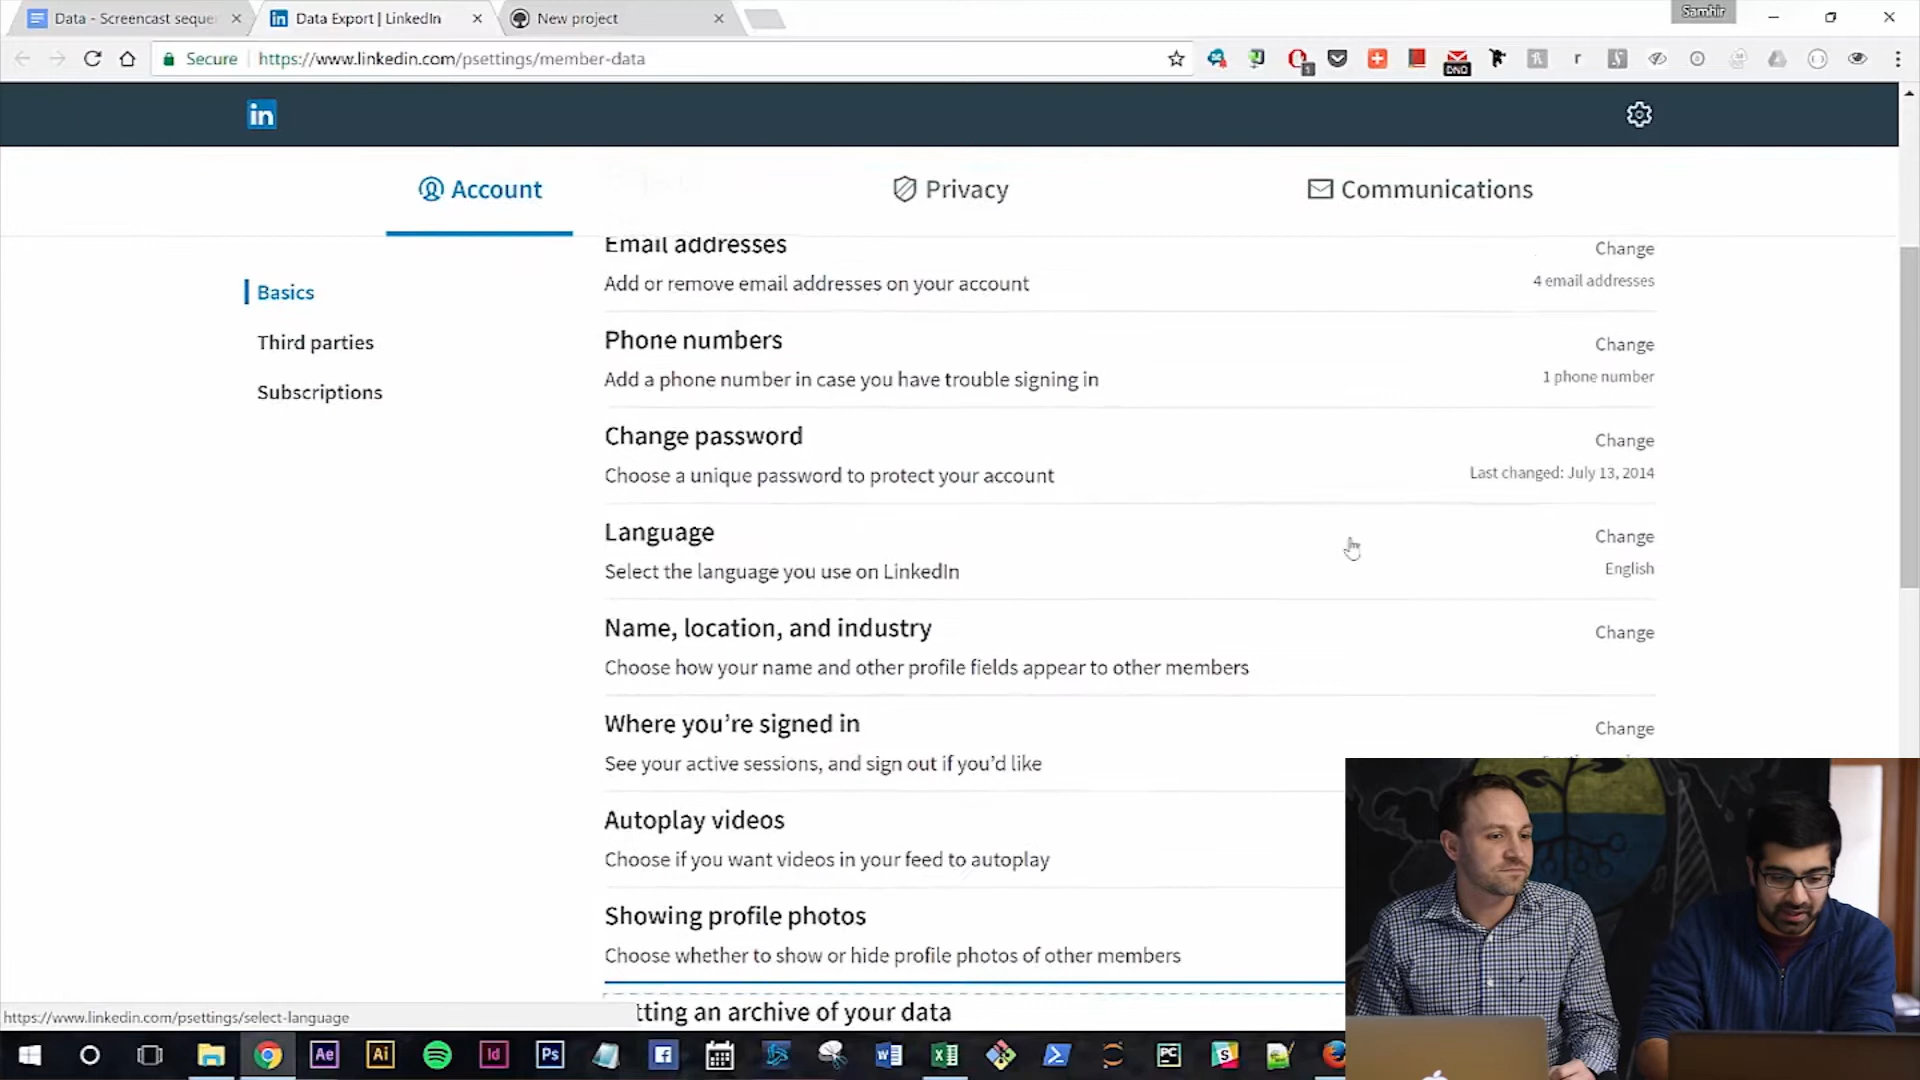 Data - Screencast seque
Data Export | LinkedIn
New project
Samhir
Secure
https://www.linkedin.com/psettings/member-data
1
DND
in
Account
Privacy
Communications
Basics
Third parties
Subscriptions
Email addresses
Change
Add or remove email addresses on your account
4 email addresses
Phone numbers
Change
Add a phone number in case you have trouble signing in
1 phone number
Change password
Change
Choose a unique password to protect your account
Last changed: July 13, 2014
Language
Change
Select the language you use on LinkedIn
English
Name, location, and industry
Change
Choose how your name and other profile fields appear to other members
Where you're signed in
Change
See your active sessions, and sign out if you'd like
Autoplay videos
Choose if you want videos in your feed to autoplay
Showing profile photos
Choose whether to show or hide profile photos of other members
tting an archive of your data
https://www.linkedin.com/psettings/select-language
Ae
Ai
Id
Ps
PC